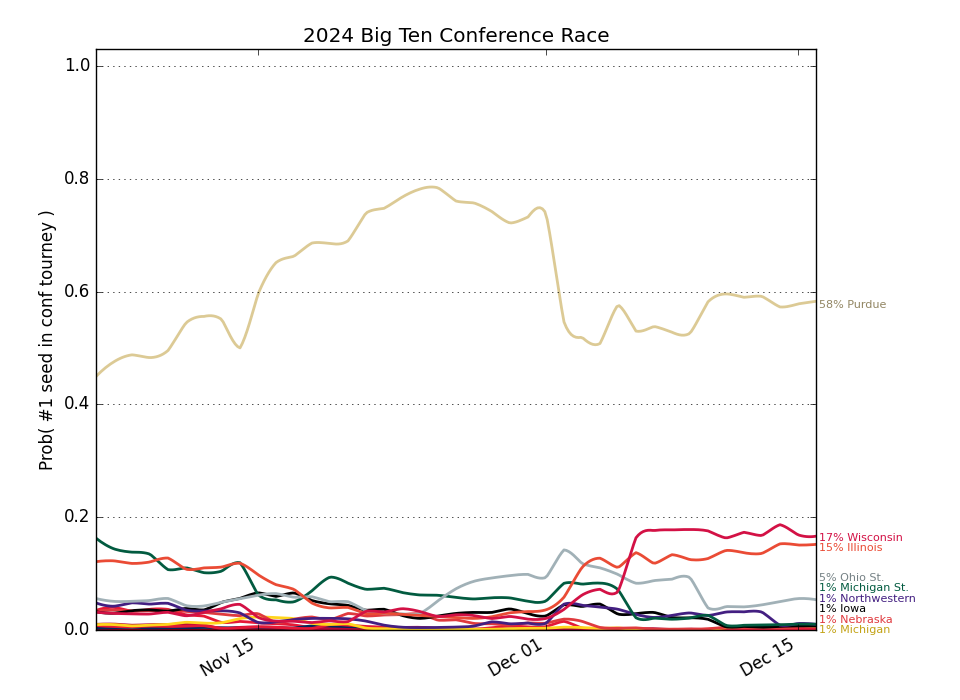 2024 Big Ten Conference Race
Prob( #1 seed in conf tourney )
1.0
0.8
0.6
0.4
0.2
0.0
Nov 15
Dec 01
Dec 15
58% Purdue
17% Wisconsin
15% Illinois
5% Ohio St.
1% Michigan St.
1% Northwestern
1% Iowa
1% Nebraska
1% Michigan